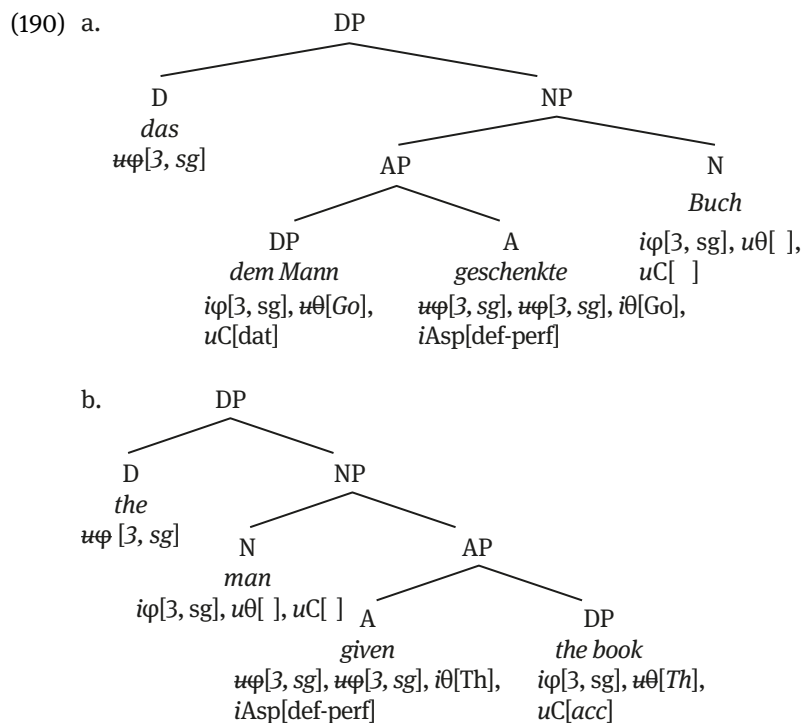 (190) a. DP
D NP
das
uφ[3, sg]
AP N
Buch
DP A iφ[3, sg], uθ[ ],
dem Mann geschenkte uC[ ]
iφ[3, sg], uθ[Go], uφ[3, sg], uφ[3, sg], iθ[Go],
uC[dat] iAsp[def-perf]
b. DP
D NP
the
uφ [3, sg]
N AP
man
iφ[3, sg], uθ[ ], uC[ ]
A DP
given the book
uφ[3, sg], uφ[3, sg], iθ[Th], iφ[3, sg], uθ[Th],
iAsp[def-perf] uC[acc]